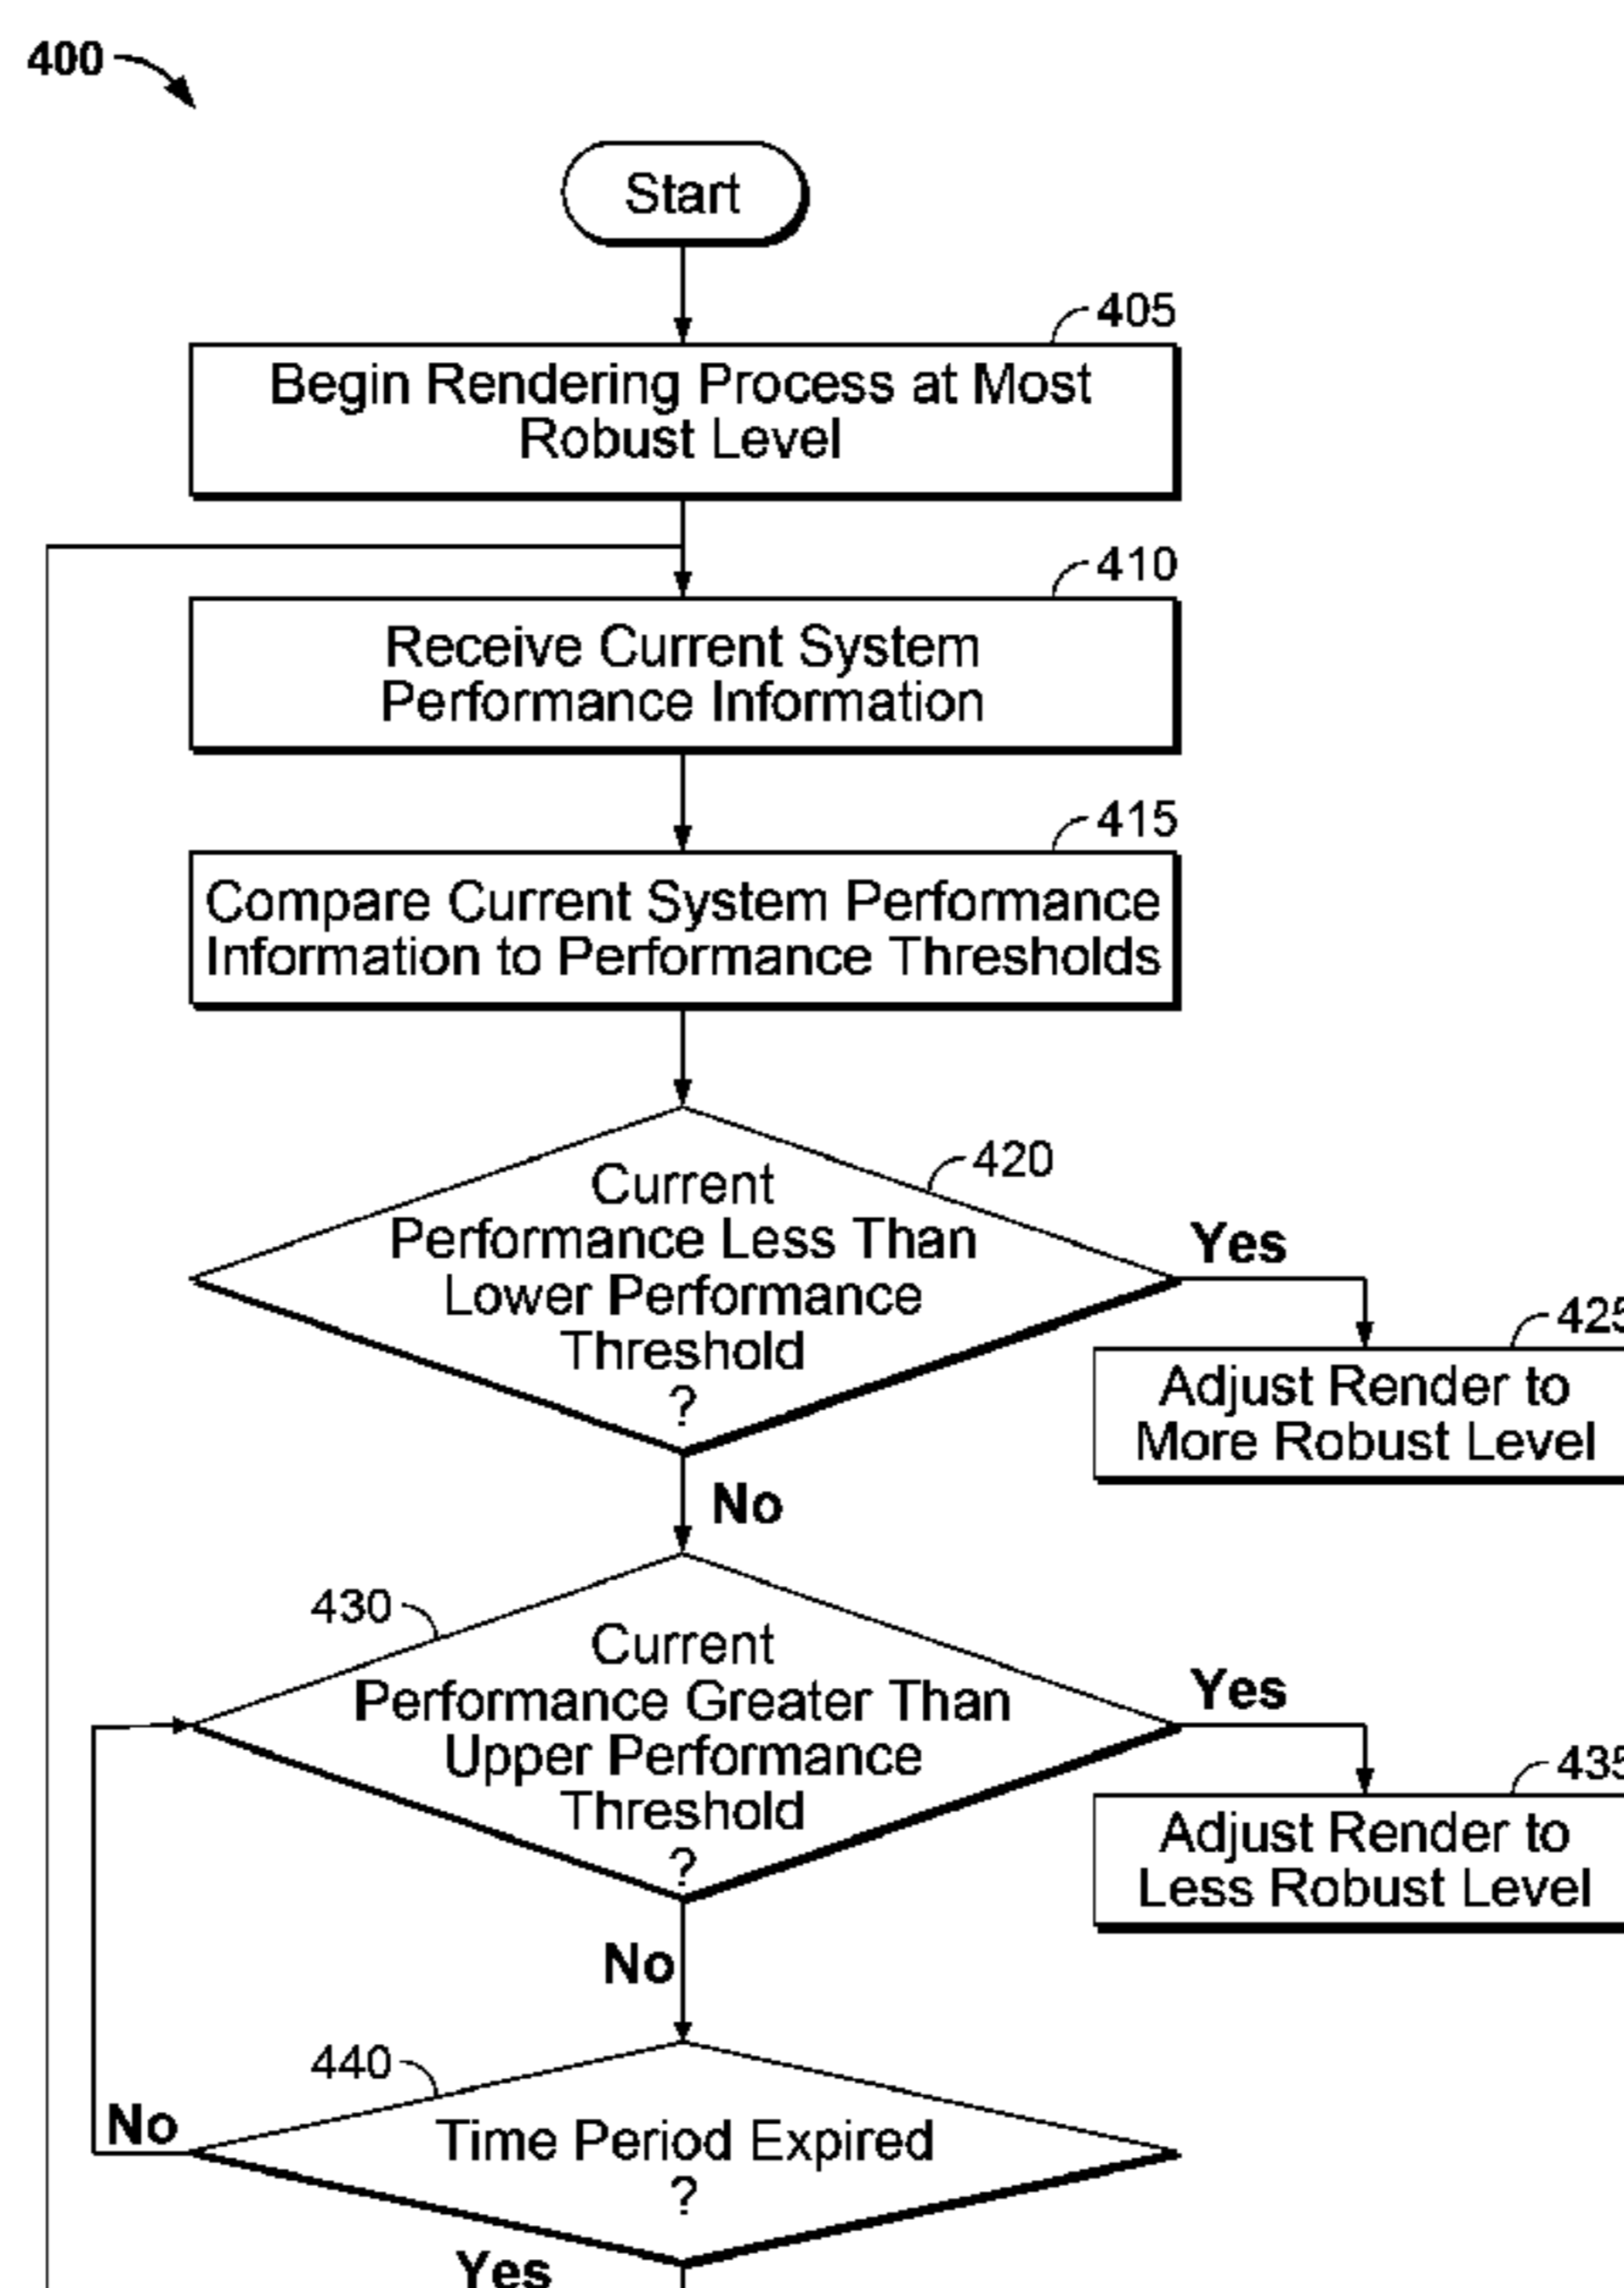 400
Start
405
Begin Rendering Process at Most
Robust Level
410
Receive Current System
Performance Information
415
Compare Current System Performance
Information to Performance Thresholds
420
Current
Performance Less Than
Lower Performance
Threshold
?
Yes
425
Adjust Render to
More Robust Level
No
430
Current
Performance Greater Than
Upper Performance
Threshold
?
Yes
435
Adjust Render to
Less Robust Level
No
440
Time Period Expired
?
No
Yes